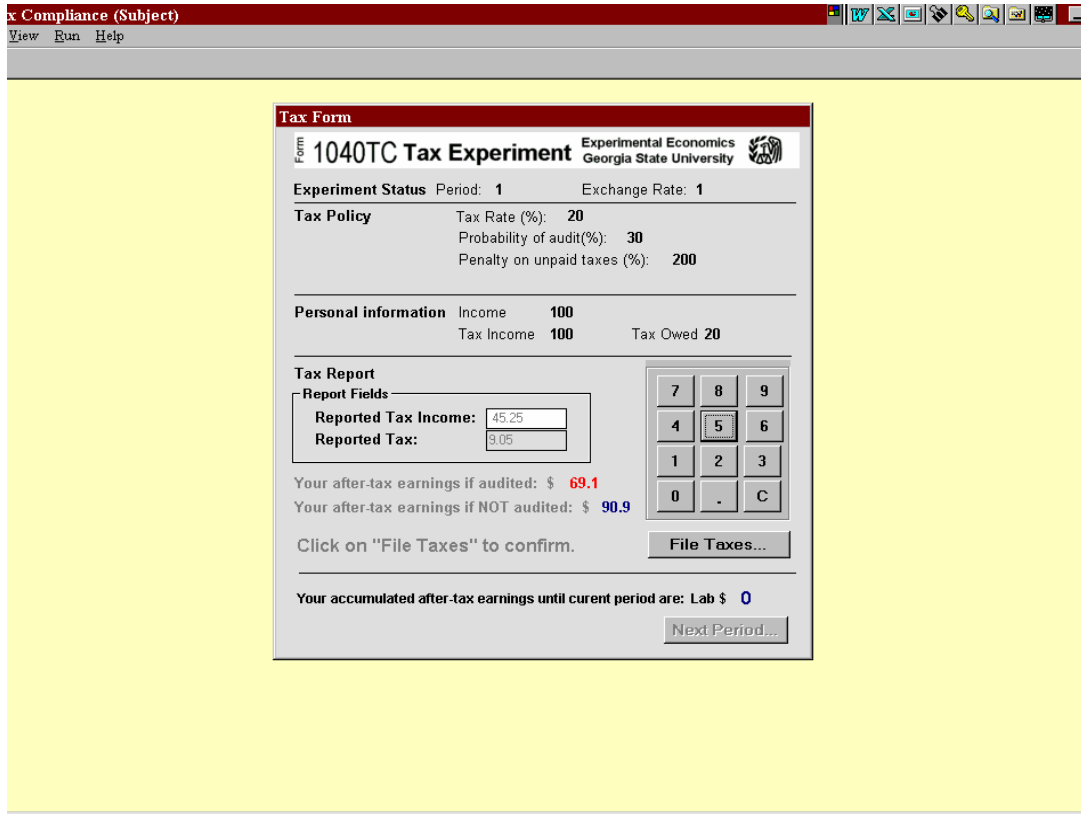 x Compliance (Subject)
View Run Help
Tax Form
Form 1040TC Tax Experiment Experimental Economics
Georgia State University
Experiment Status Period: 1 Exchange Rate: 1
Tax Policy Tax Rate (%): 20
Probability of audit(%): 30
Penalty on unpaid taxes (%): 200
Personal information Income 100
Tax Income 100 Tax Owed 20
Tax Report
Report Fields
Reported Tax Income: 45.25
Reported Tax: 9.05
7 8 9
4 5 6
1 2 3
0 . C
Your after-tax earnings if audited: $ 69.1
Your after-tax earnings if NOT audited: $ 90.9
Click on "File Taxes" to confirm.
File Taxes...
Your accumulated after-tax earnings until curent period are: Lab $ 0
Next Period...